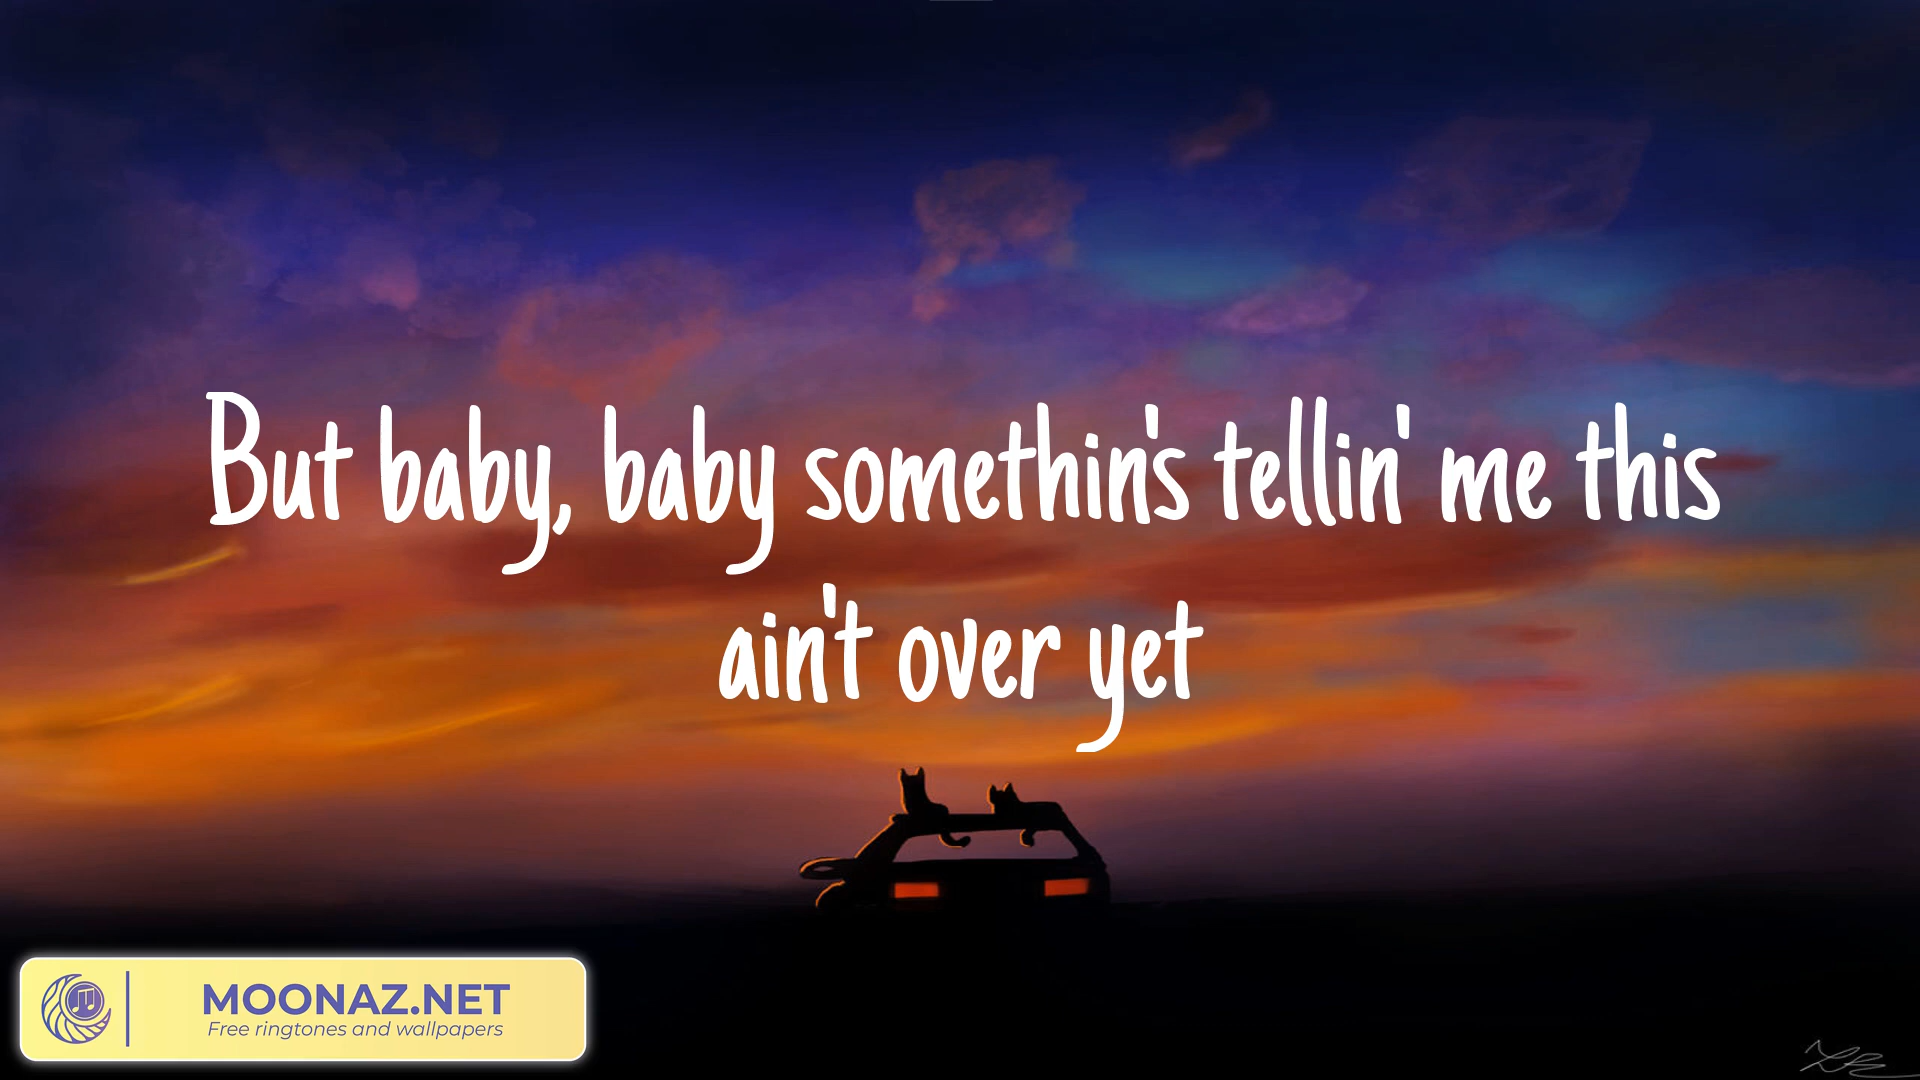 But baby, baby somethin's tellin' me this
ain't over yet
MOONAZ.NET
Free ringtones and wallpapers